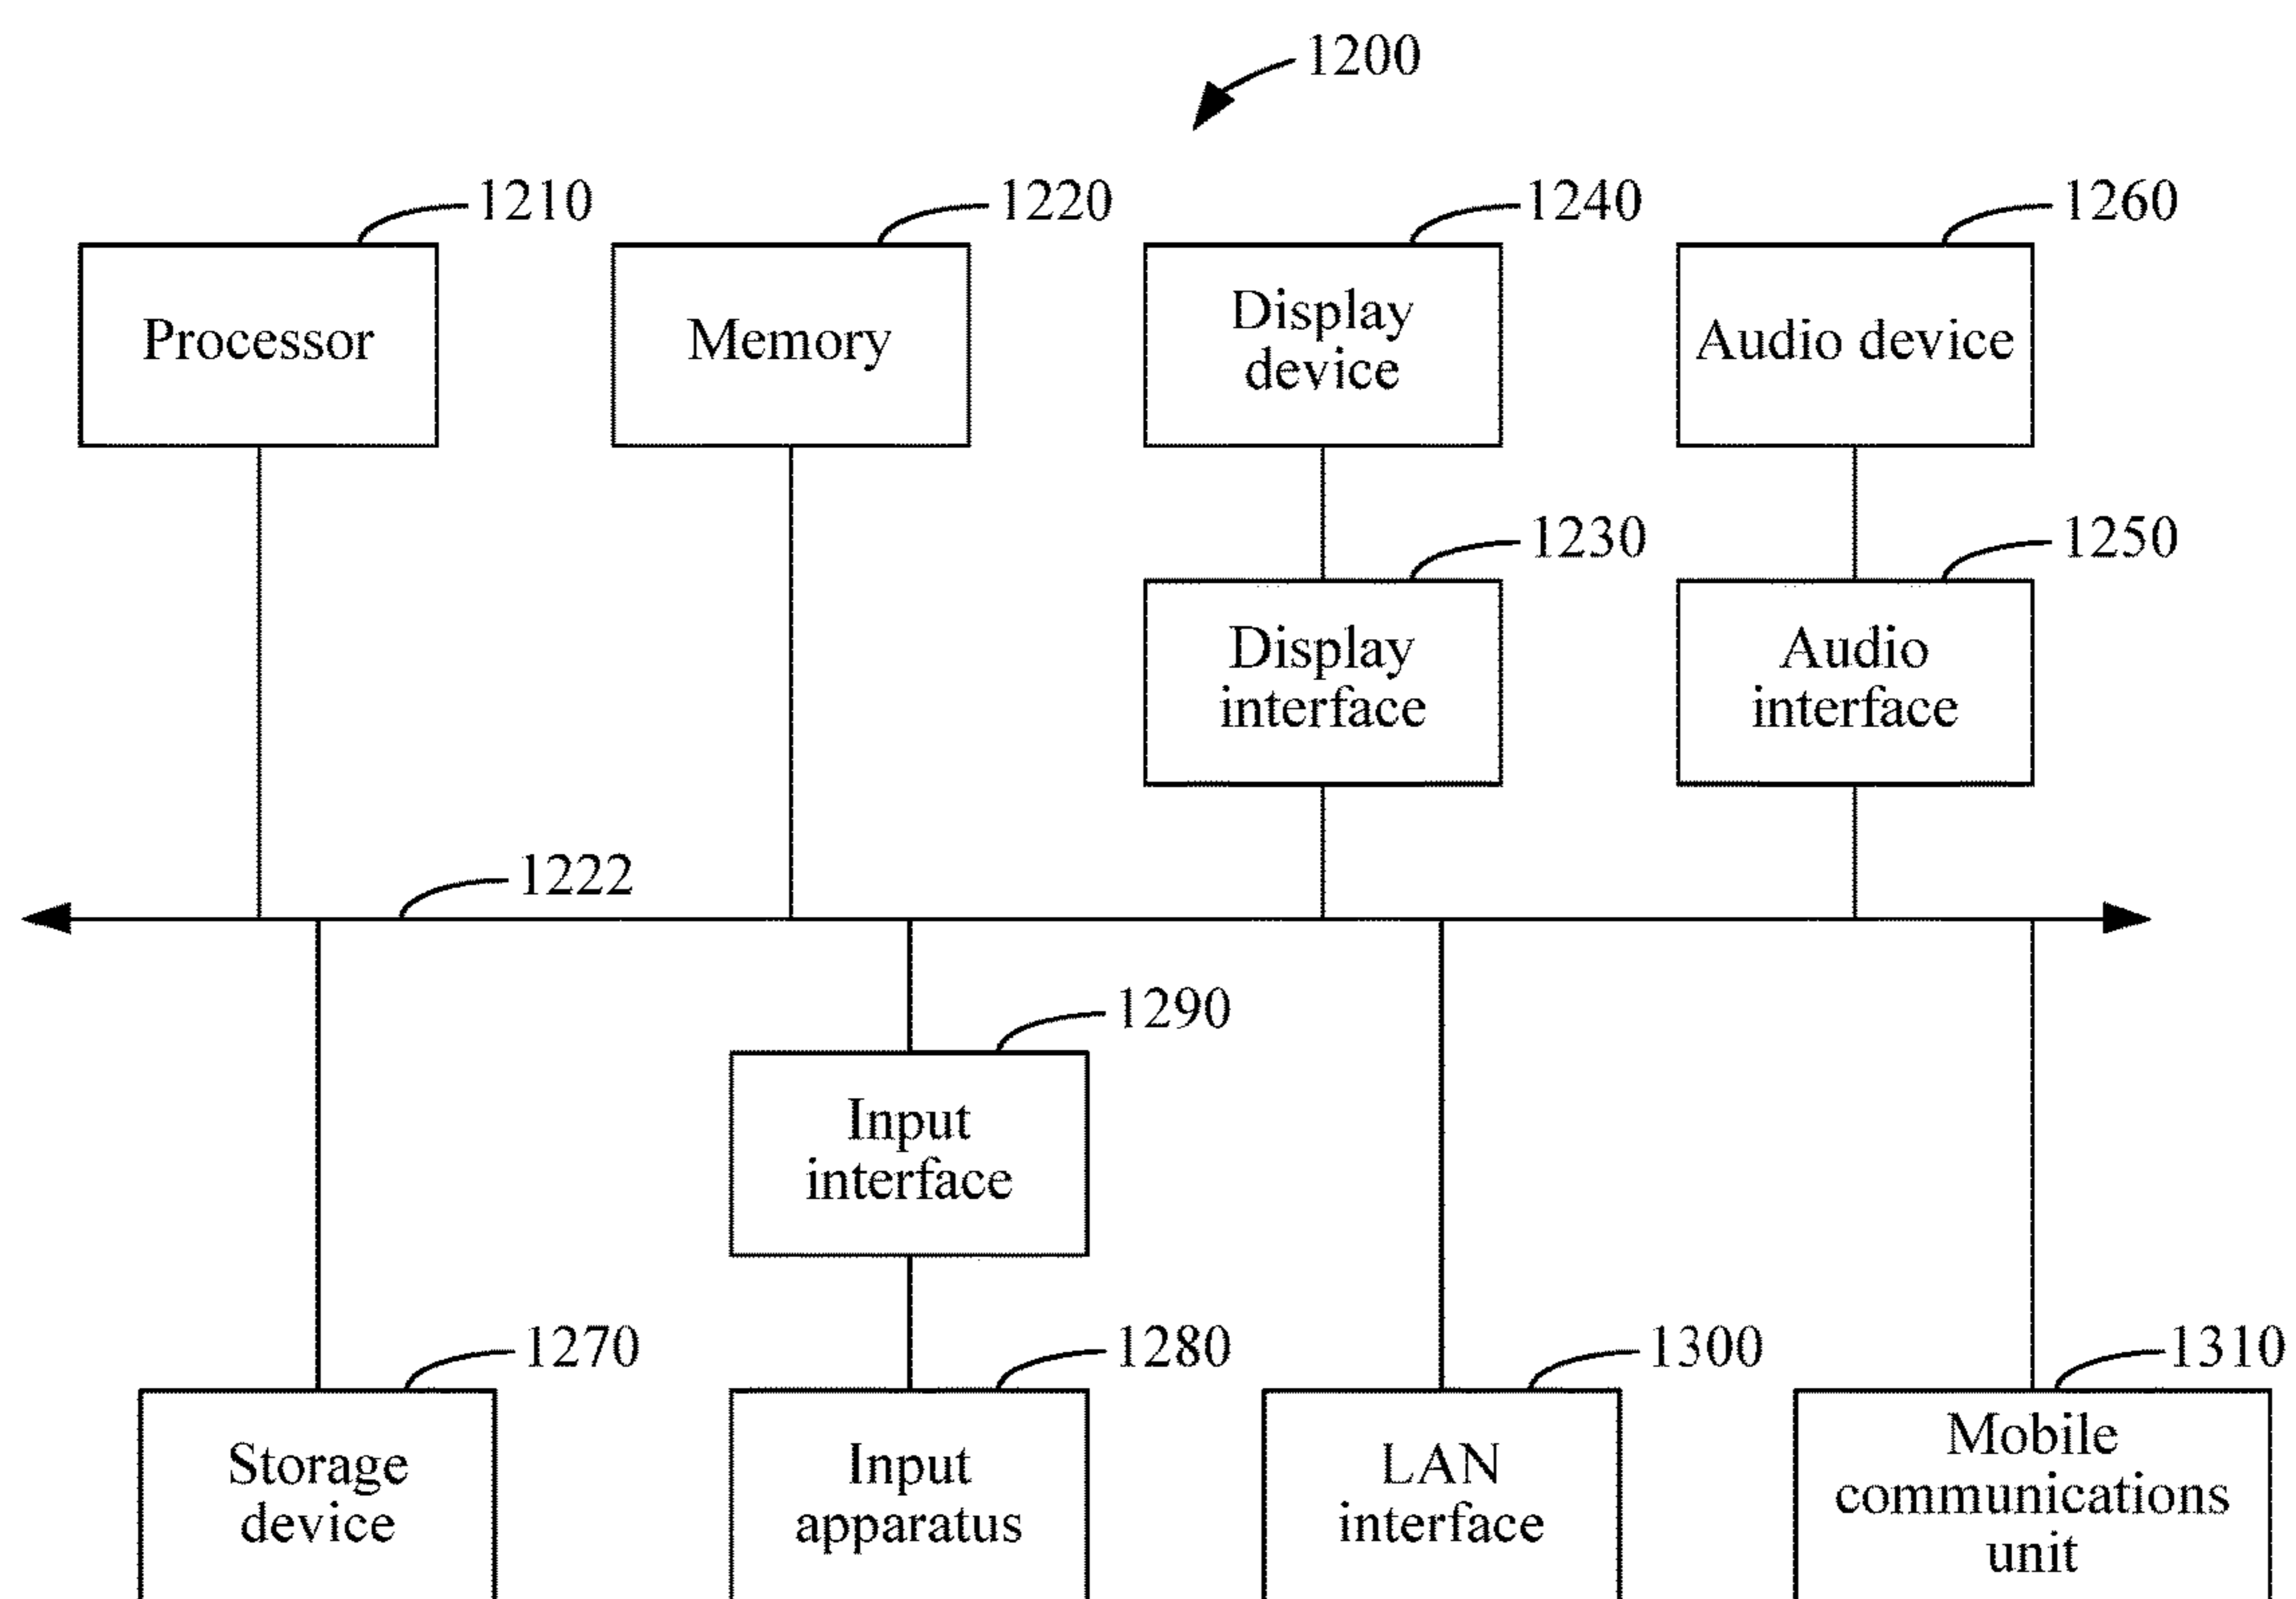 1200
1210
1220
1240
1260
Processor
Memory
Display
device
Audio device
1230
1250
Display
interface
Audio
interface
1222
1290
Input
interface
1270
1280
1300
1310
Storage
device
Input
apparatus
LAN
interface
Mobile
communications
unit